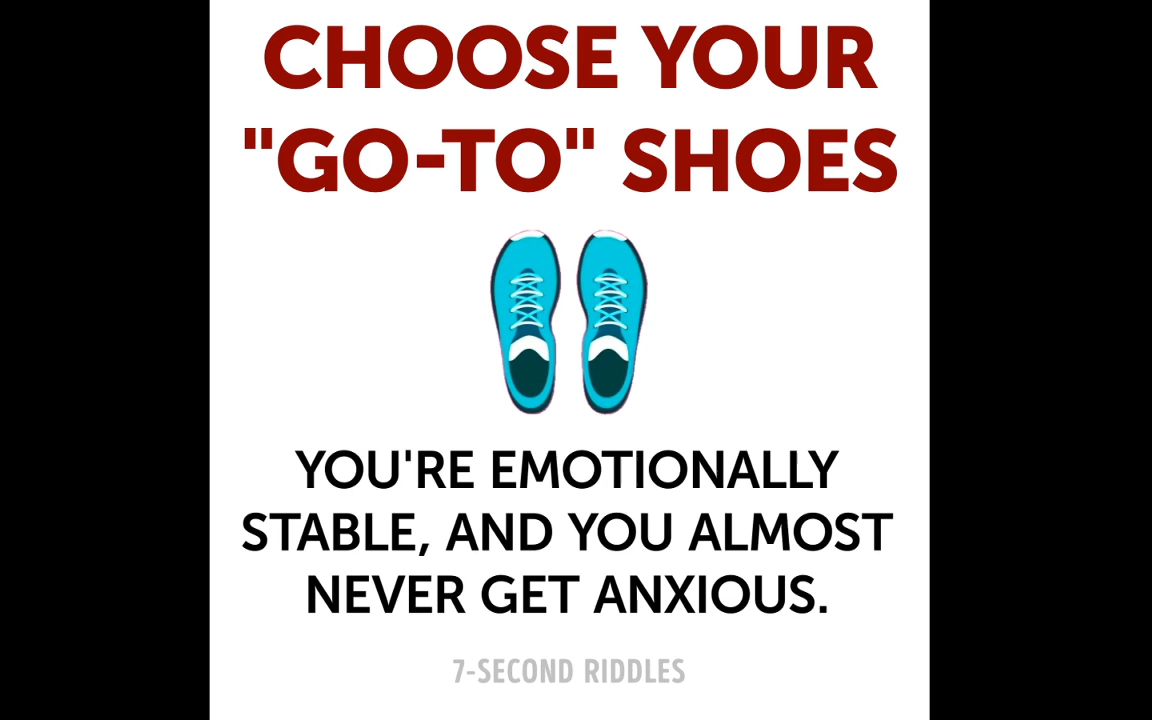 CHOOSE YOUR
"GO-TO" SHOES
YOU'RE EMOTIONALLY
STABLE, AND YOU ALMOST
NEVER GET ANXIOUS.
7-SECOND RIDDLES